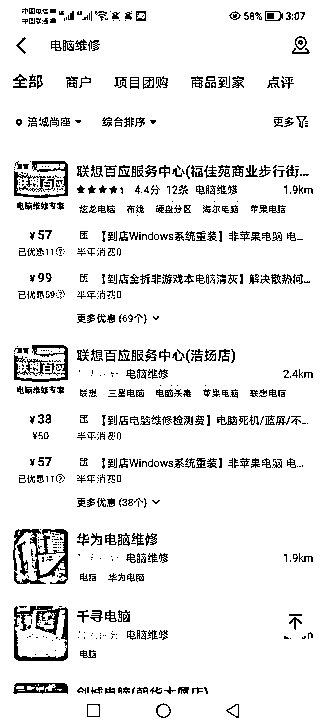 中国电信
中国联通
58%
3:07
电脑维修
全部 商户 项目团购 商品到家 点评
涪城尚座 综合排序 更多
联想百应服务中心(福佳苑商业步行街...
4.4分 12条 电脑维修 1.9km
电脑维修专家
炫龙电脑 布线 硬盘分区 海尔电脑 苹果电脑
¥57 团 【到店Windows系统重装】非苹果电脑 电...
已优惠11 半年消费0
¥99 团 【到店全拆非游戏本电脑清灰】解决散热问...
已优惠59 半年消费0
更多优惠 (69个)
联想百应服务中心(浩扬店)
电脑维修 2.4km
电脑维修专家
联想 三星电脑 电脑杀毒 苹果电脑 联想电脑
¥38 团 【到店电脑维修检测费】电脑死机/蓝屏/不...
¥50 半年消费0
¥57 团 【到店Windows系统重装】非苹果电脑 电...
已优惠11 半年消费0
更多优惠 (38个)
华为电脑维修
电脑维修 1.9km
电脑 华为电脑
千寻电脑
电脑维修
电脑